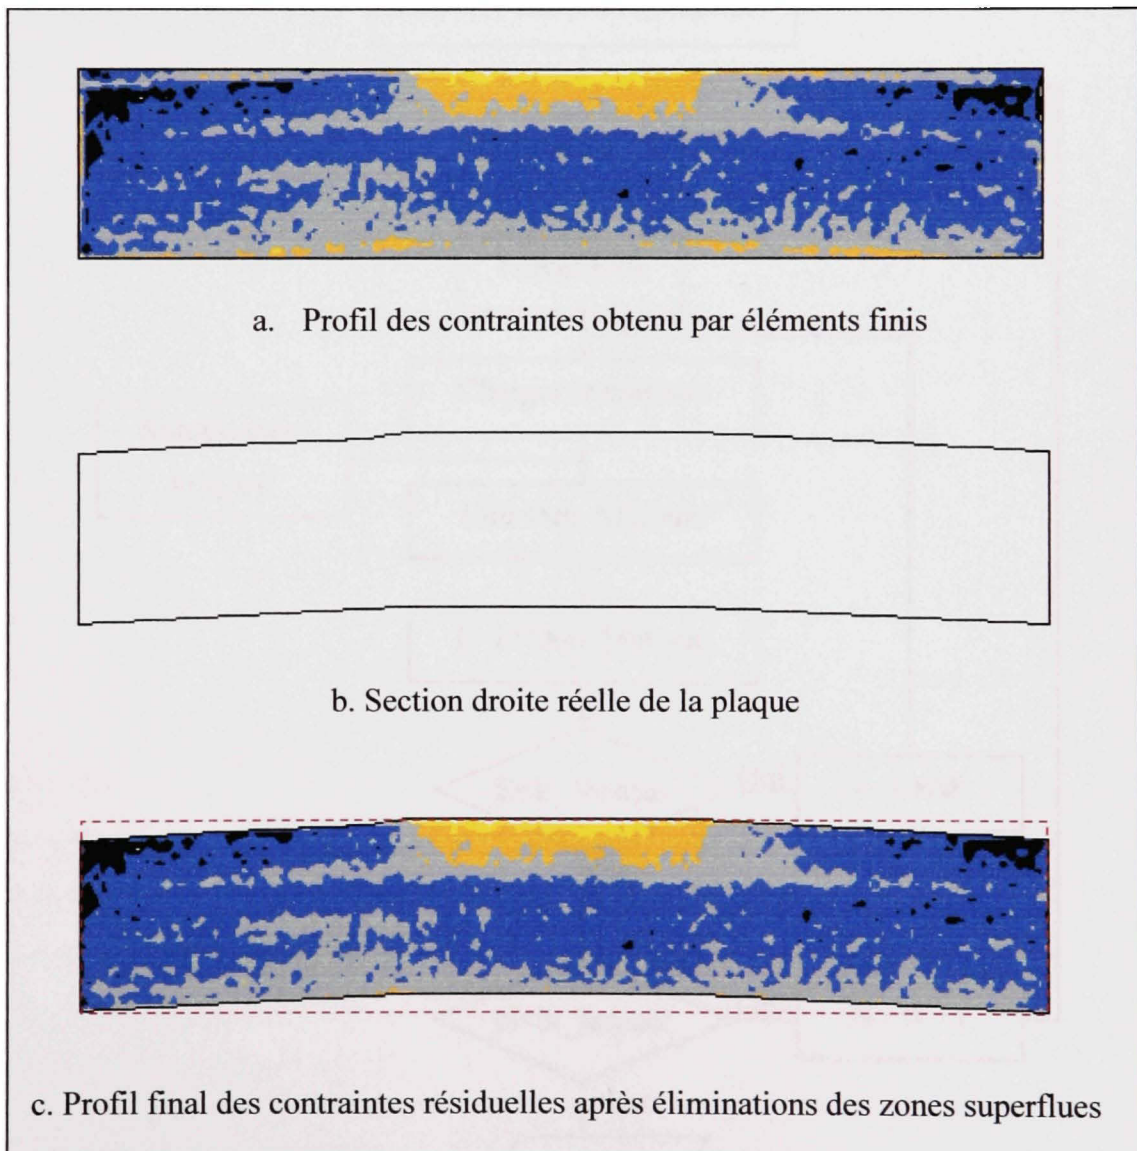 a. Profil des contraintes obtenu par éléments finis
b. Section droite réelle de la plaque
c. Profil final des contraintes résiduelles après éliminations des zones superflues